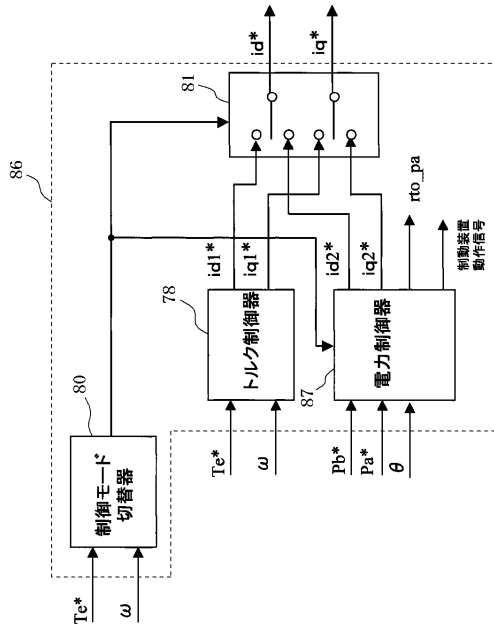 86
80
制御モード
切替器
Te*
ω
81
id*
iq*
78
トルク制御器
Te*
ω
id1*
iq1*
id2*
iq2*
87
電力制御器
Pb*
Pa*
θ
rto_pa
制動装置
動作信号